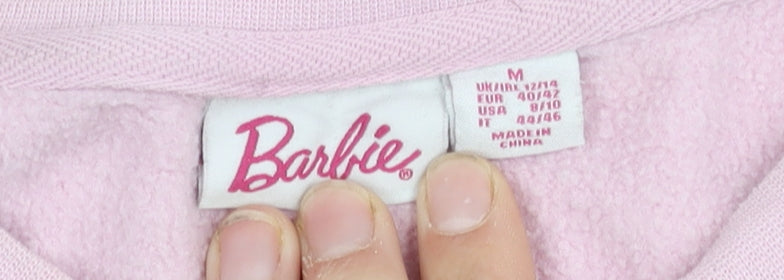 Barbie®
M
UK/IRL 12/14
EUR 40/42
USA 8/10
IT 44/46
MADE IN
CHINA